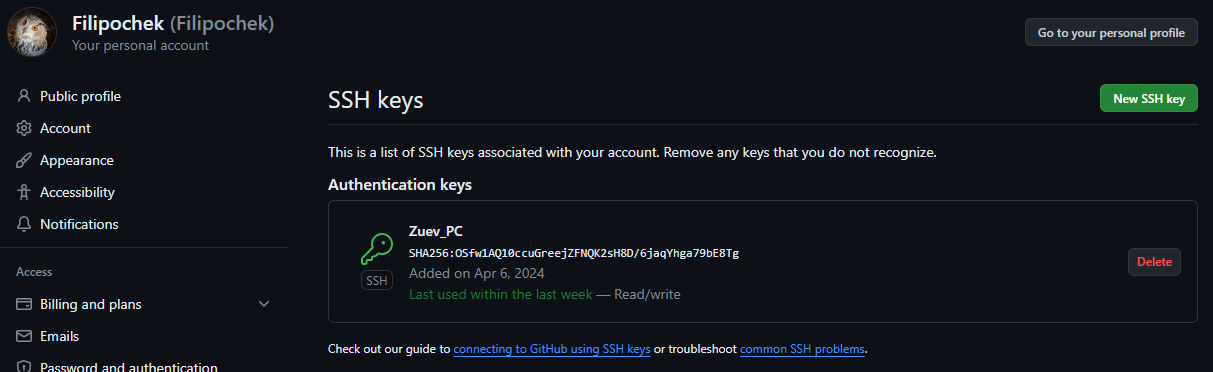 Filipochek (Filipochek)
Your personal account
Go to your personal profile
Public profile
Account
Appearance
Accessibility
Notifications
Access
Billing and plans
Emails
Password and authentication
SSH keys
New SSH key
This is a list of SSH keys associated with your account. Remove any keys that you do not recognize.
Authentication keys
Zuev_PC
SHA256:OSfw1AQ10ccuGreejZFNQK2sH8D/6jaqYhga79bE8Tg
Added on Apr 6, 2024
Last used within the last week — Read/write
SSH
Delete
Check out our guide to connecting to GitHub using SSH keys or troubleshoot common SSH problems.